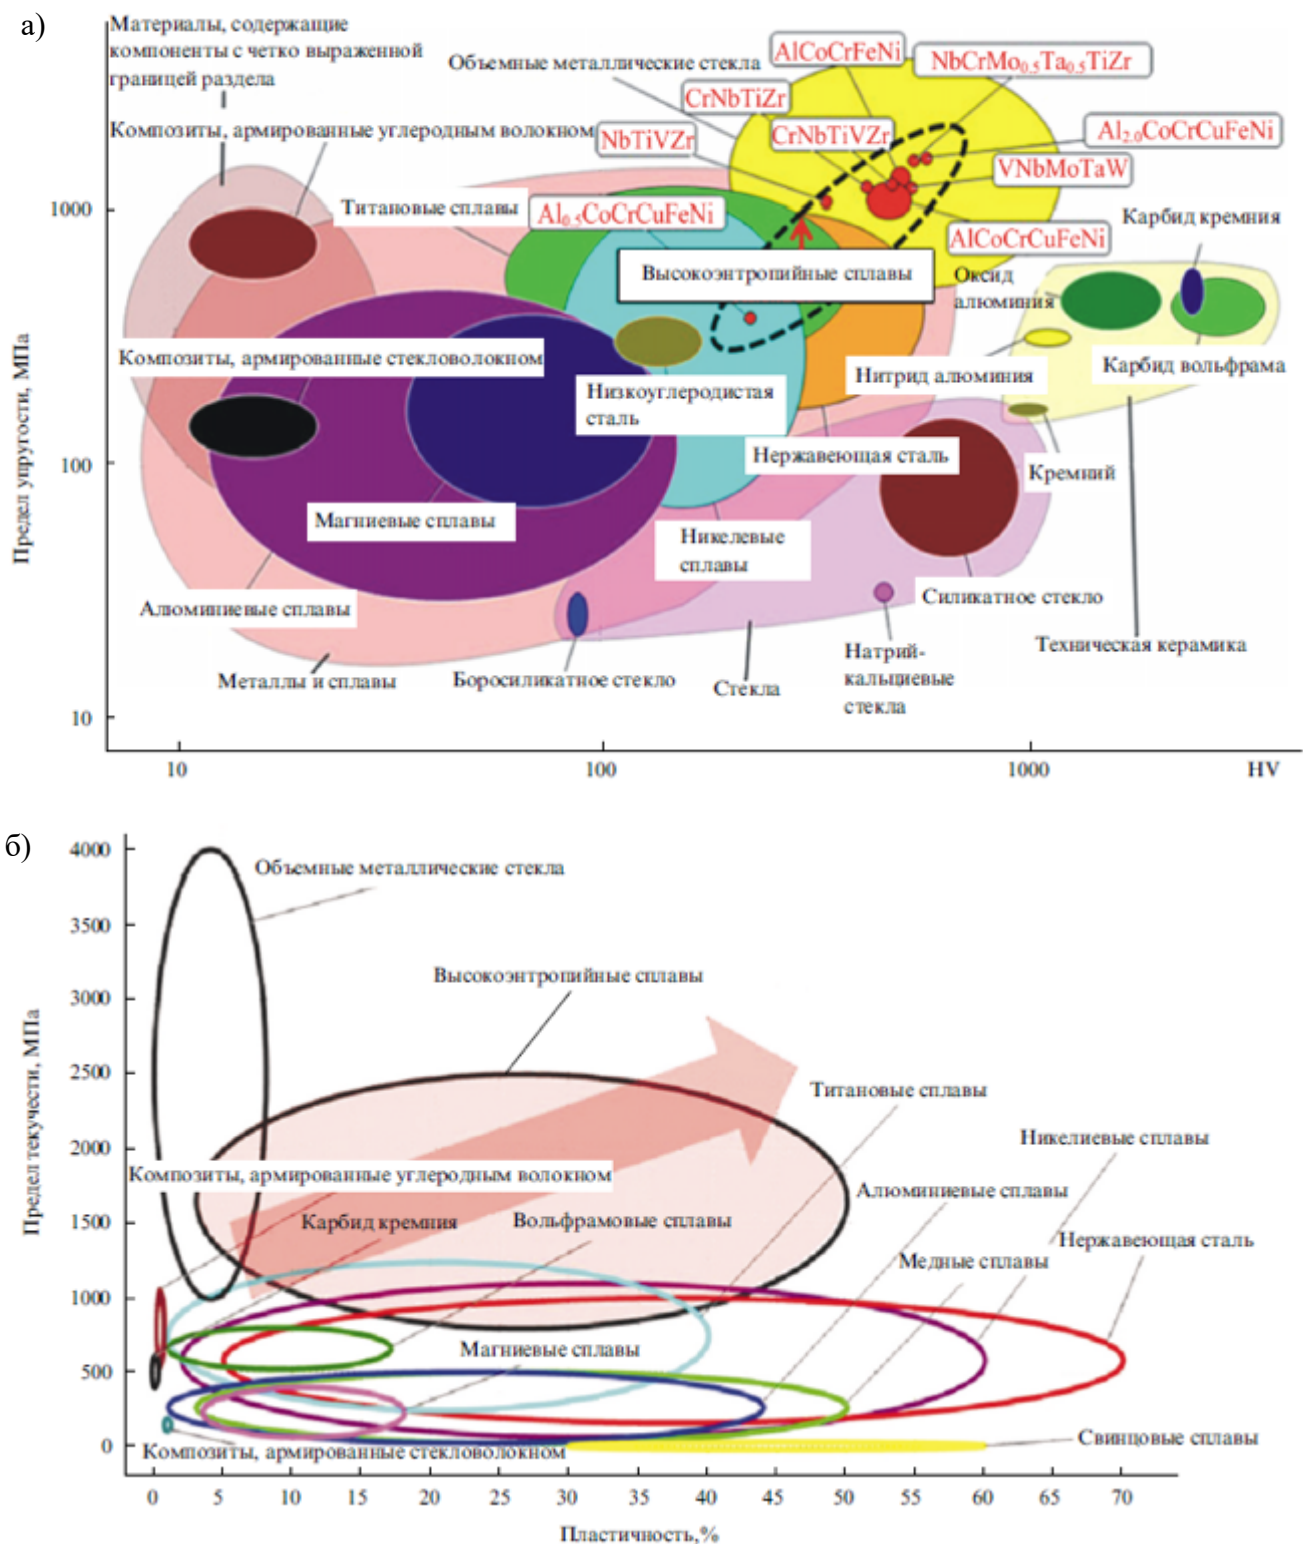 а)
Материалы, содержащие
компоненты с четко выраженной
границей раздела
Объемные металлические стекла
AlCoCrFeNi
NbCrMo0.5Ta0.5TiZr
CrNbTiZr
Композиты, армированные углеродным волокном
NbTiVZr
CrNbTiVZr
Al2.0CoCrCuFeNi
VNbMoTaW
1000
Титановые сплавы
Al0.5CoCrCuFeNi
Карбид кремния
AlCoCrCuFeNi
Высокоэнтропийные сплавы
Оксид
алюминия
Композиты, армированные стекловолокном
Нитрид алюминия
Карбид вольфрама
Низкоуглеродистая
сталь
Предел упругости, МПа
100
Нержавеющая сталь
Кремний
Магниевые сплавы
Никелевые
сплавы
Алюминиевые сплавы
Силикатное стекло
Техническая керамика
Металлы и сплавы
Боросиликатное стекло
Стекла
Натрий-
кальциевые
стекла
10
10
100
1000
HV
б)
4000
Объемные металлические стекла
3500
Высокоэнтропийные сплавы
3000
2500
Титановые сплавы
Никелиевые сплавы
2000
Предел текучести, МПа
Композиты, армированные углеродным волокном
Алюминиевые сплавы
1500
Карбид кремния
Вольфрамовые сплавы
Нержавеющая сталь
Медные сплавы
1000
Магниевые сплавы
500
0
Композиты, армированные стекловолокном
Свинцовые сплавы
0 5 10 15 20 25 30 35 40 45 50 55 60 65 70
Пластичность,%